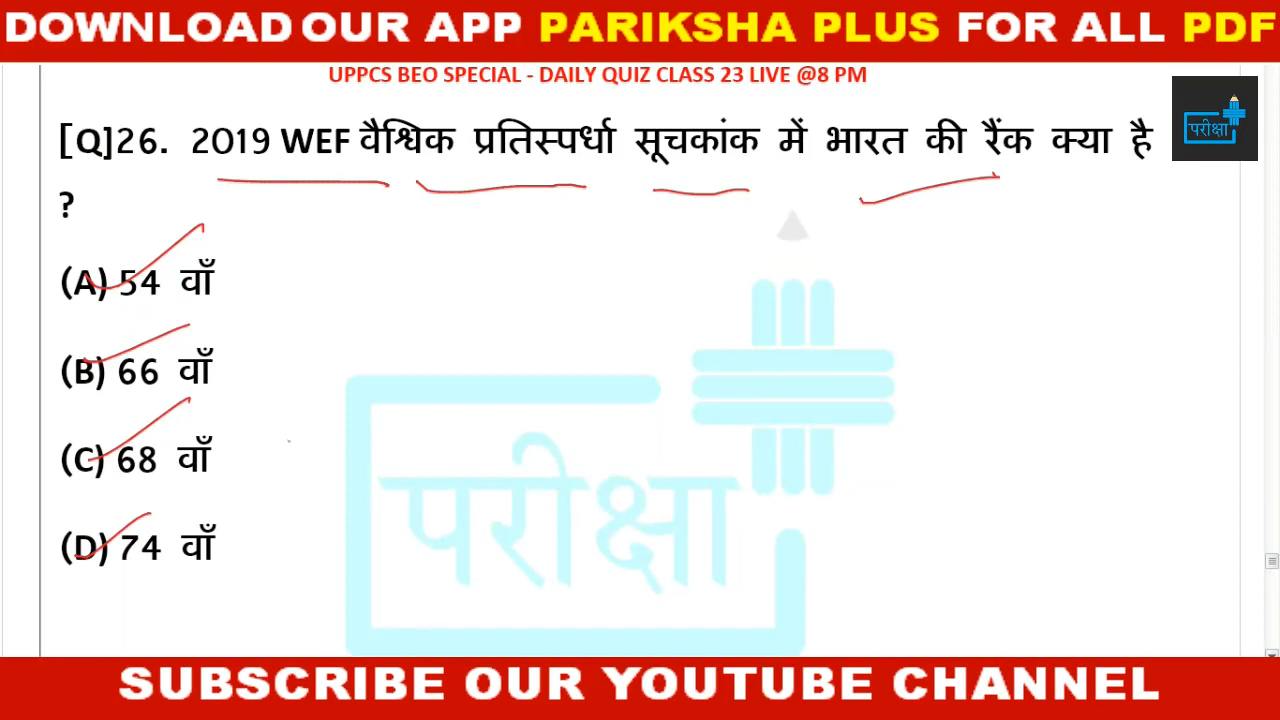 DOWNLOAD OUR APP PARIKSHA PLUS FOR ALL PDF
UPPCS BEO SPECIAL - DAILY QUIZ CLASS 23 LIVE @8 PM
परीक्षा
[Q]26. 2019 WEF वैश्विक प्रतिस्पर्धा सूचकांक में भारत की रैंक क्या है
?
(A) 54 वाँ
(B) 66 वाँ
(C) 68 वाँ
(D) 74 वाँ
परीक्षा
SUBSCRIBE OUR YOUTUBE CHANNEL